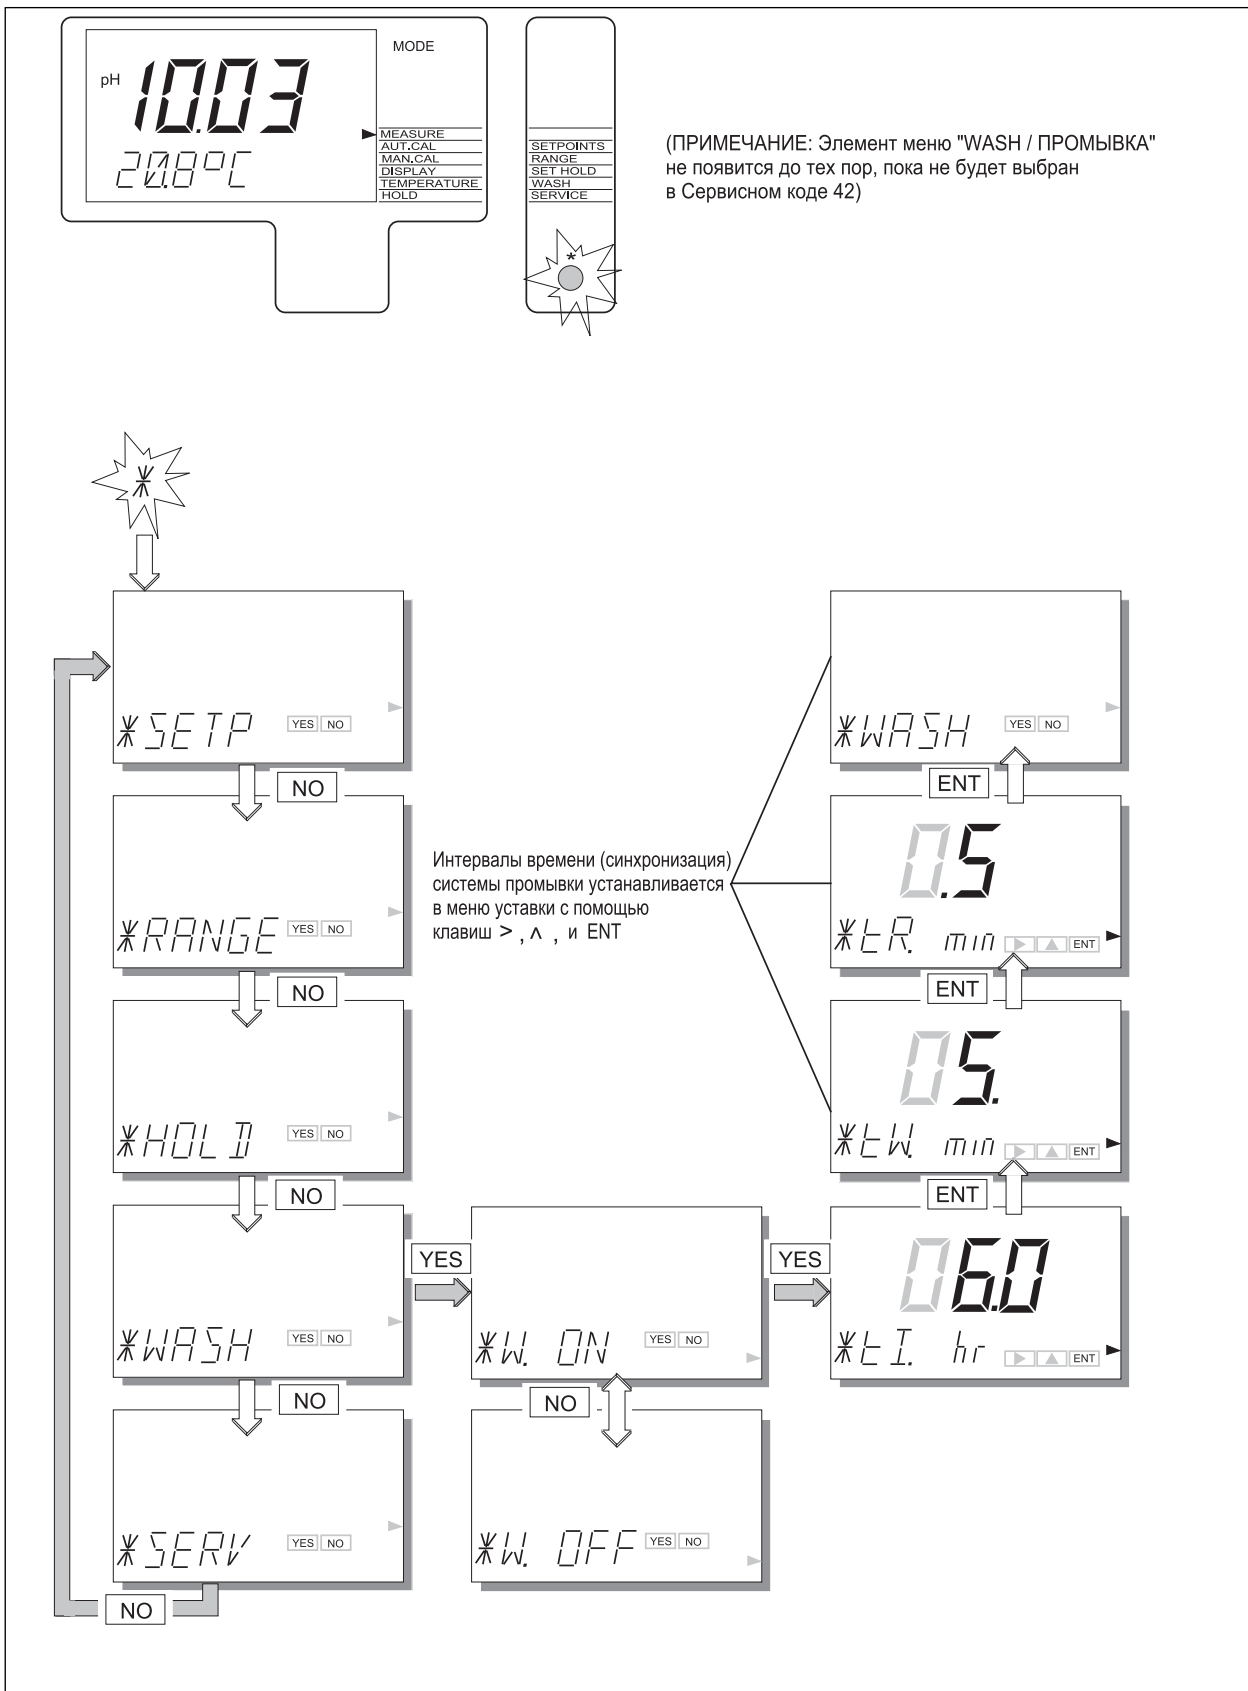 MODE
pH 10.03
20.8°C
MEASURE
AUT.CAL
MAN.CAL
DISPLAY
TEMPERATURE
HOLD
SETPOINTS
RANGE
SET HOLD
WASH
SERVICE
*
(ПРИМЕЧАНИЕ: Элемент меню "WASH / ПРОМЫВКА"
не появится до тех пор, пока не будет выбран
в Сервисном коде 42)
*
*SETP YES NO
NO
*RANGE YES NO
NO
*HOLD YES NO
NO
*WASH YES NO
NO
*SERV YES NO
NO
YES
*W. ON YES NO
NO
*W. OFF YES NO
YES
Интервалы времени (синхронизация)
системы промывки устанавливается
в меню уставки с помощью
клавиш > , ∧ , и ENT
*WASH YES NO
ENT
0.5
*tR. min ENT
ENT
05.
*tW. min ENT
ENT
06.0
*tI. hr ENT